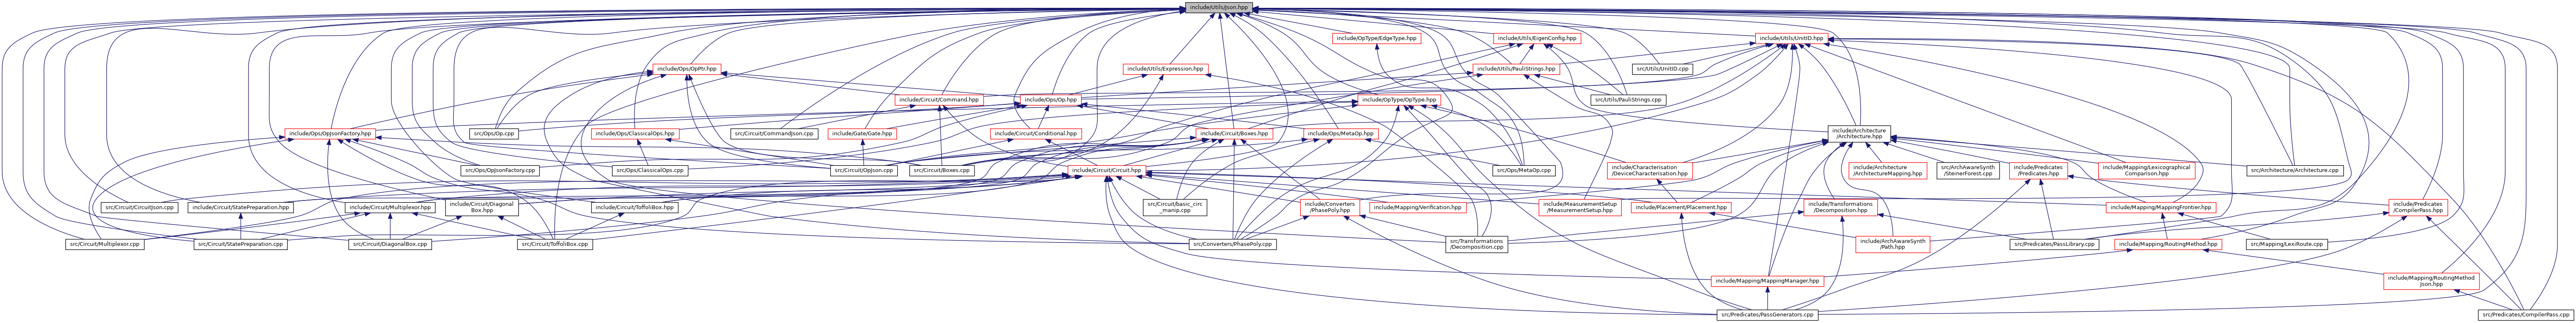 include/Utils/Json.hpp
include/OpType/EdgeType.hpp
include/Utils/EigenConfig.hpp
include/Utils/UnitID.hpp
include/Ops/OpPtr.hpp
include/Utils/Expression.hpp
include/Utils/PauliStrings.hpp
src/Utils/UnitID.cpp
include/Circuit/Command.hpp
include/Ops/Op.hpp
include/OpType/OpType.hpp
src/Utils/PauliStrings.cpp
include/Ops/OpJsonFactory.hpp
src/Ops/Op.cpp
include/Ops/ClassicalOps.hpp
src/Circuit/CommandJson.cpp
include/Gate/Gate.hpp
include/Circuit/Conditional.hpp
include/Circuit/Boxes.hpp
include/Ops/MetaOp.hpp
include/Architecture
/Architecture.hpp
src/Ops/OpJsonFactory.cpp
src/Ops/ClassicalOps.cpp
src/Circuit/OpJson.cpp
src/Circuit/Boxes.cpp
include/Circuit/Circuit.hpp
src/Ops/MetaOp.cpp
include/Characterisation
/DeviceCharacterisation.hpp
include/Architecture
/ArchitectureMapping.hpp
src/ArchAwareSynth
/SteinerForest.cpp
include/Predicates
/Predicates.hpp
include/Mapping/Lexicographical
Comparison.hpp
src/Architecture/Architecture.cpp
src/Circuit/CircuitJson.cpp
include/Circuit/StatePreparation.hpp
include/Circuit/Multiplexor.hpp
include/Circuit/Diagonal
Box.hpp
include/Circuit/ToffoliBox.hpp
src/Circuit/basic_circ
_manip.cpp
include/Converters
/PhasePoly.hpp
include/Mapping/Verification.hpp
include/MeasurementSetup
/MeasurementSetup.hpp
include/Placement/Placement.hpp
include/Transformations
/Decomposition.hpp
include/Mapping/MappingFrontier.hpp
include/Predicates
/CompilerPass.hpp
src/Circuit/Multiplexor.cpp
src/Circuit/StatePreparation.cpp
src/Circuit/DiagonalBox.cpp
src/Circuit/ToffoliBox.cpp
src/Converters/PhasePoly.cpp
src/Transformations
/Decomposition.cpp
include/ArchAwareSynth
/Path.hpp
src/Predicates/PassLibrary.cpp
include/Mapping/RoutingMethod.hpp
src/Mapping/LexiRoute.cpp
include/Mapping/MappingManager.hpp
include/Mapping/RoutingMethod
Json.hpp
src/Predicates/PassGenerators.cpp
src/Predicates/CompilerPass.cpp